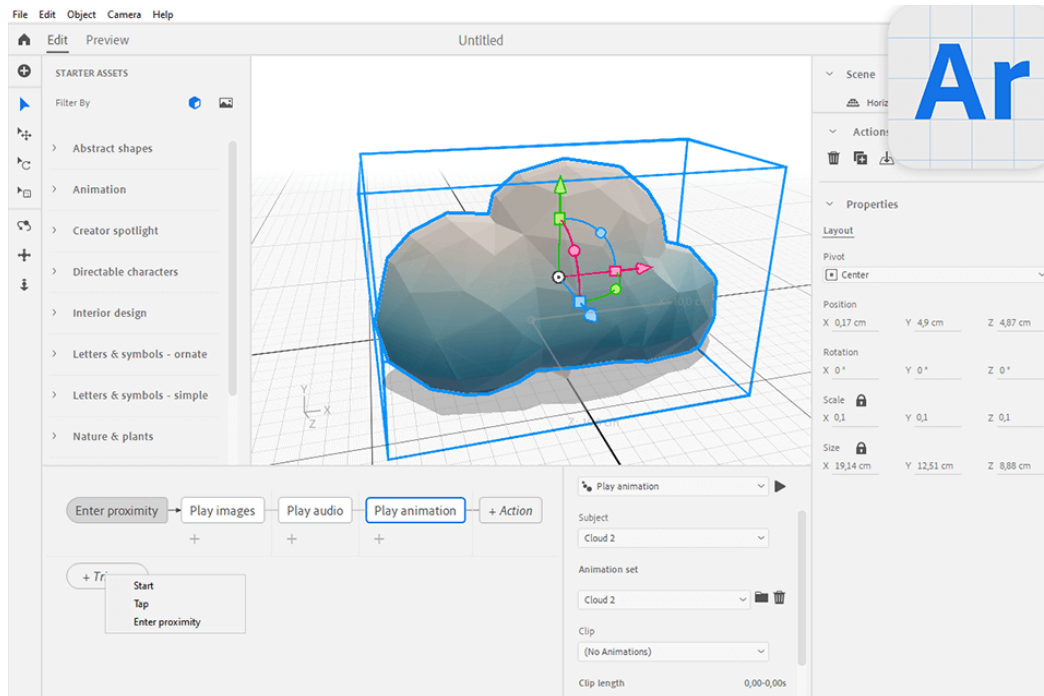 File Edit Object Camera Help
Edit Preview Untitled
Ar
STARTER ASSETS
Filter By
Abstract shapes
Animation
Creator spotlight
Directable characters
Interior design
Letters & symbols - ornate
Letters & symbols - simple
Nature & plants
Y
X
Z
Scene
Horiz
Actions
Properties
Layout
Pivot
Center
Position
X 0,17 cm Y 4,9 cm Z 4,87 cm
Rotation
X 0° Y 0° Z 0°
Scale
X 0,1 Y 0,1 Z 0,1
Size
X 19,14 cm Y 12,51 cm Z 8,88 cm
Enter proximity Play images Play audio Play animation + Action
+ + +
+ Tri
Start
Tap
Enter proximity
Play animation
Subject
Cloud 2
Animation set
Cloud 2
Clip
(No Animations)
Clip length 0,00-0,00s